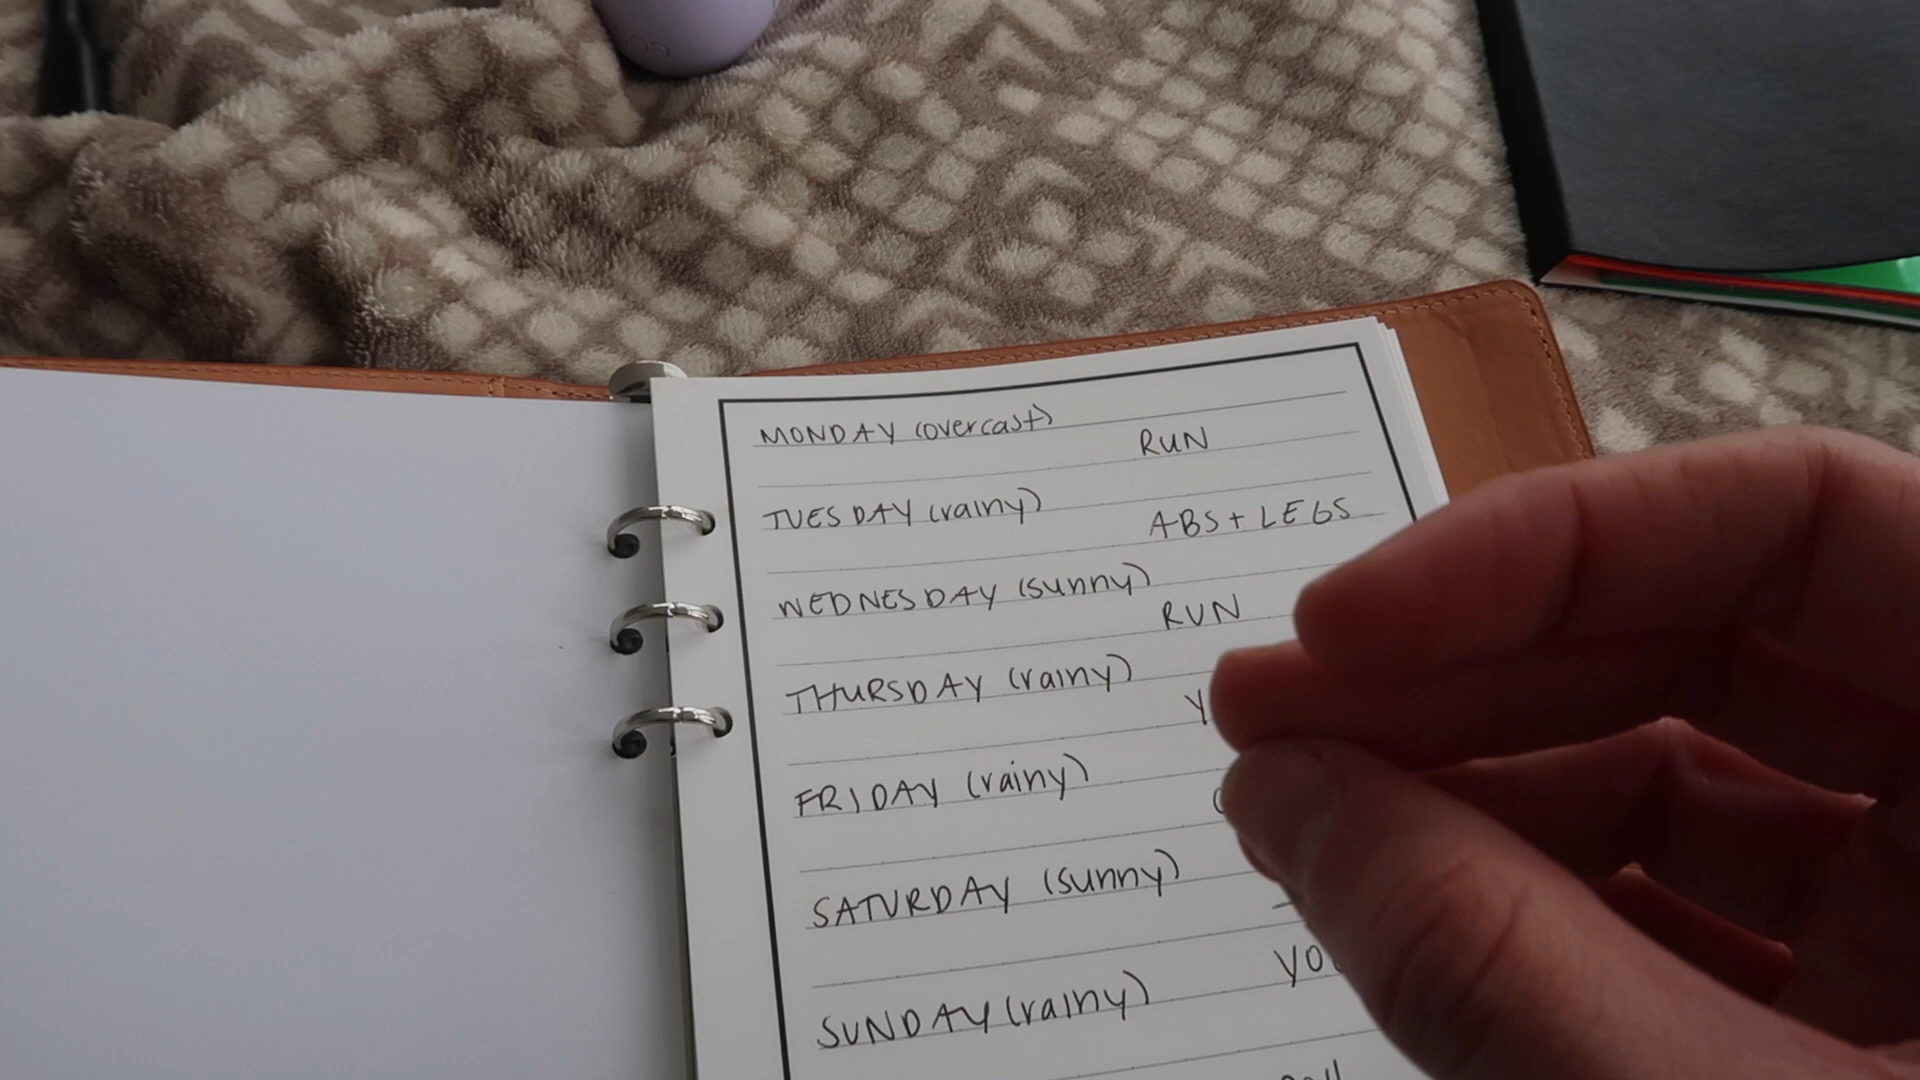 MONDAY (overcast)
RUN
TUESDAY (rainy)
ABS + LEGS
WEDNESDAY (sunny)
RUN
THURSDAY (rainy)
FRIDAY (rainy)
SATURDAY (sunny)
SUNDAY (rainy)